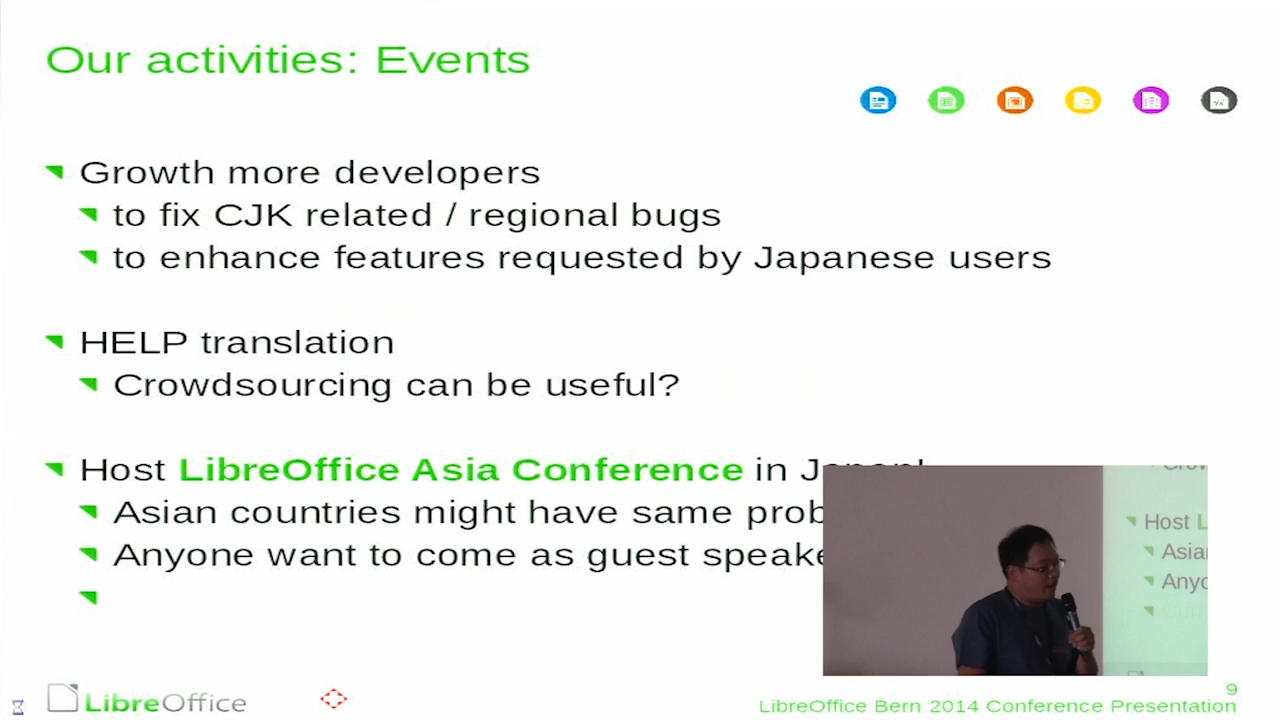 Our activities: Events
Growth more developers
to fix CJK related / regional bugs
to enhance features requested by Japanese users
HELP translation
Crowdsourcing can be useful?
Host LibreOffice Asia Conference in
Asian countries might have same
Anyone want to come as guest
Host
LibreOffice
9
LibreOffice Bern 2014 Conference Presentation